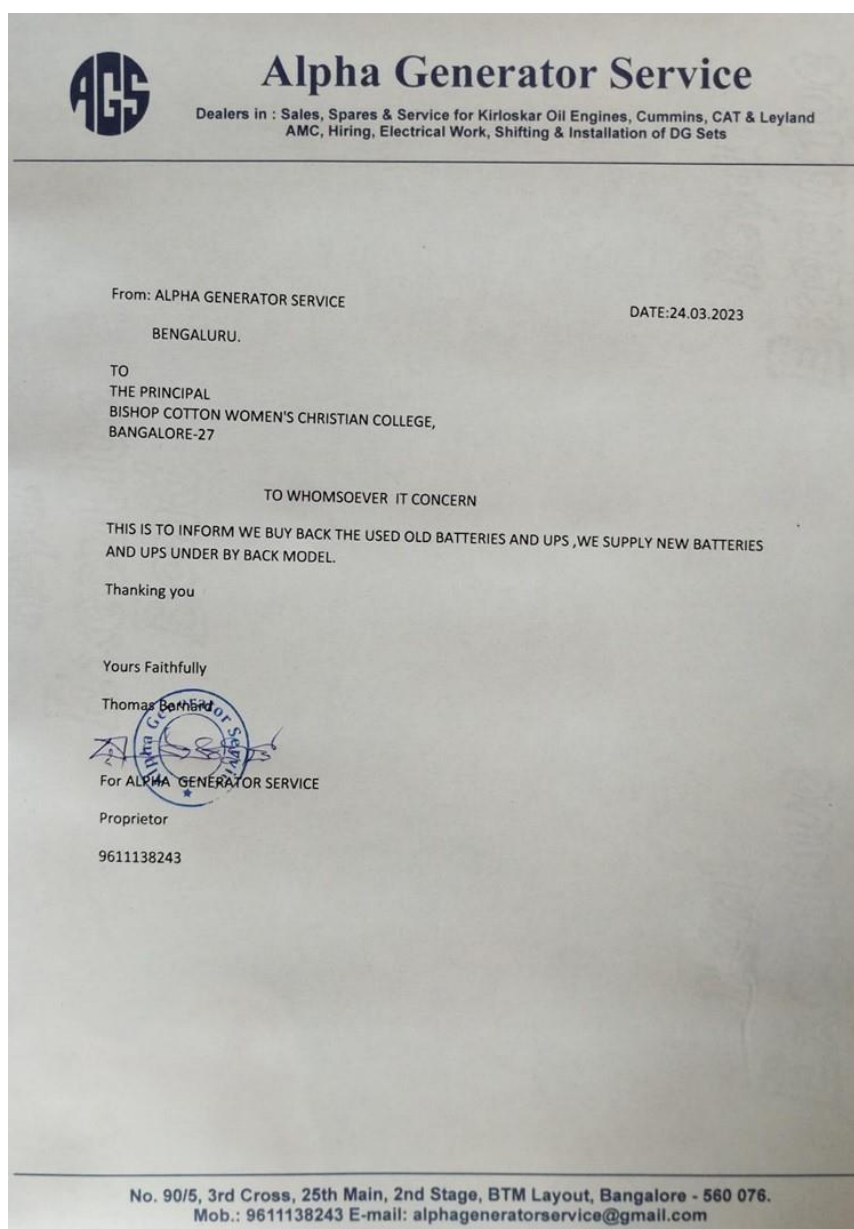 AGS
Alpha Generator Service
Dealers in : Sales, Spares & Service for Kirloskar Oil Engines, Cummins, CAT & Leyland
AMC, Hiring, Electrical Work, Shifting & Installation of DG Sets
From: ALPHA GENERATOR SERVICE
DATE:24.03.2023
BENGALURU.
TO
THE PRINCIPAL
BISHOP COTTON WOMEN'S CHRISTIAN COLLEGE,
BANGALORE-27
TO WHOMSOEVER IT CONCERN
THIS IS TO INFORM WE BUY BACK THE USED OLD BATTERIES AND UPS ,WE SUPPLY NEW BATTERIES
AND UPS UNDER BY BACK MODEL.
Thanking you
Yours Faithfully
Thomas Bernhard
Alpha Generator Service
For ALPHA GENERATOR SERVICE
Proprietor
9611138243
No. 90/5, 3rd Cross, 25th Main, 2nd Stage, BTM Layout, Bangalore - 560 076.
Mob.: 9611138243 E-mail: alphageneratorservice@gmail.com